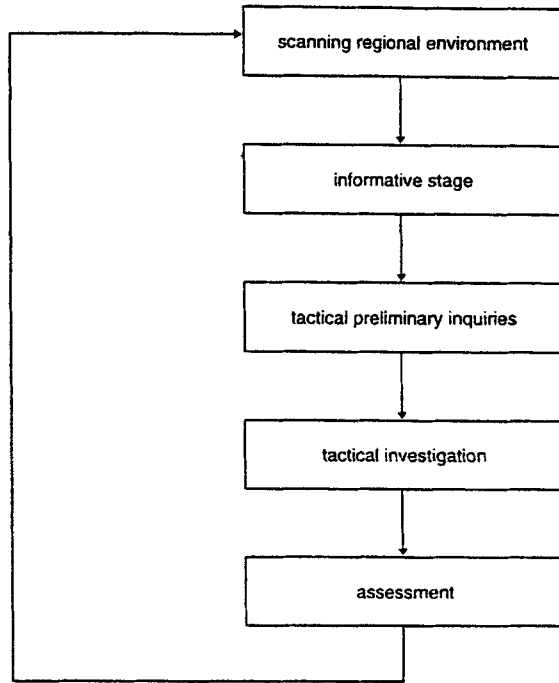 scanning regional environment
informative stage
tactical preliminary inquiries
tactical investigation
assessment